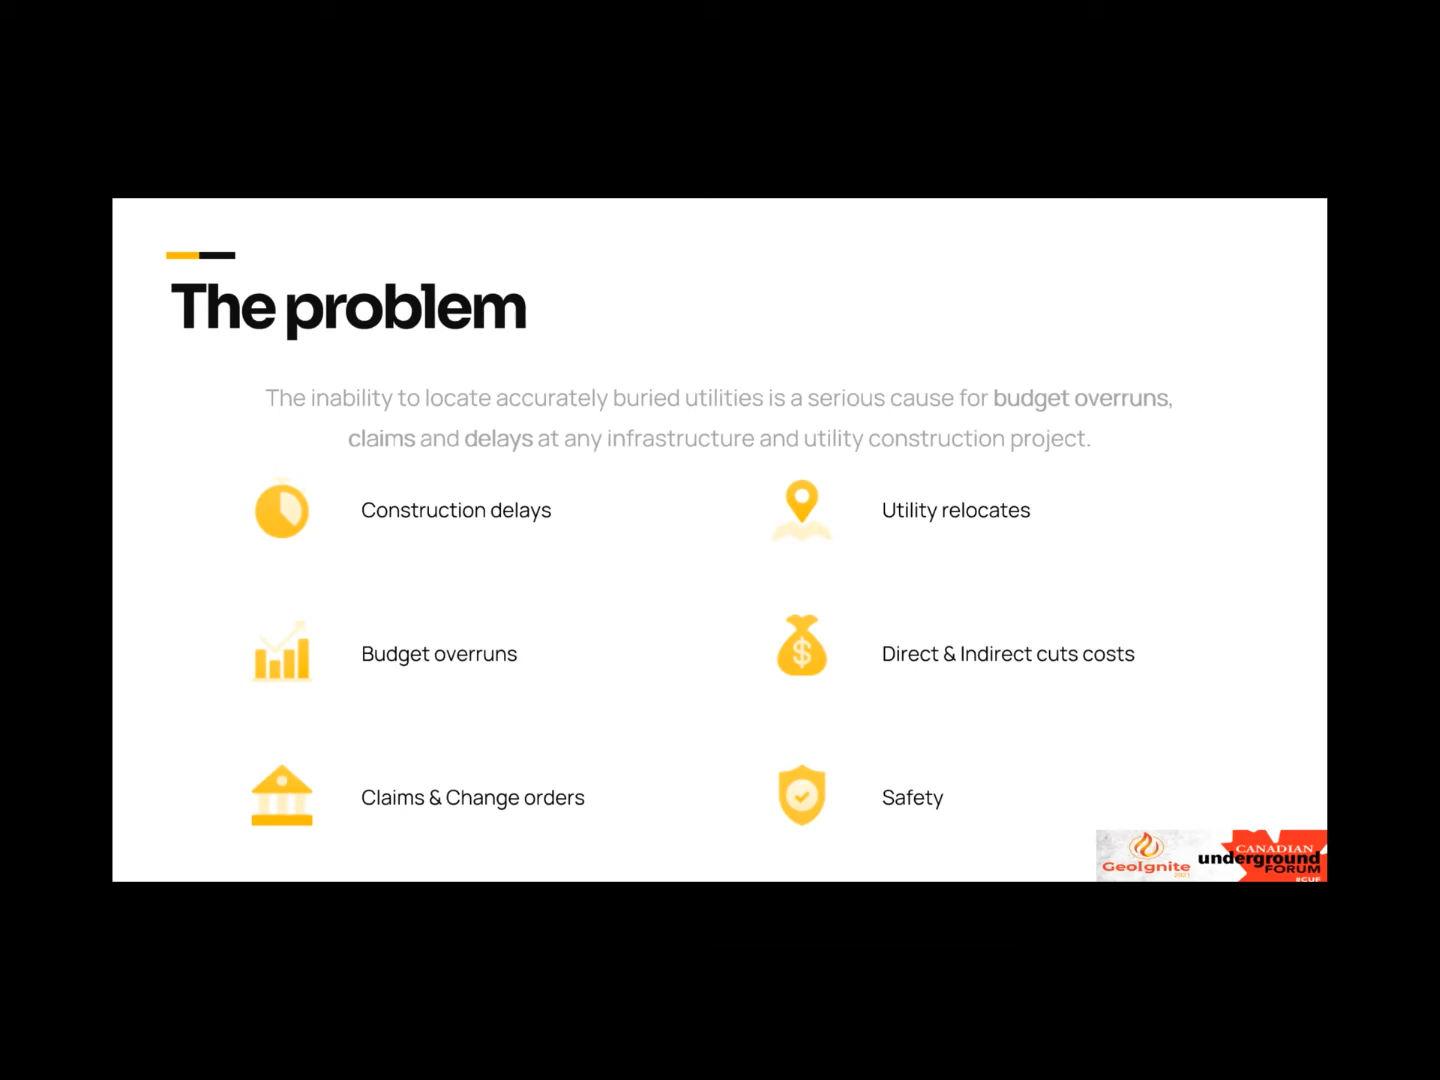 The problem
The inability to locate accurately buried utilities is a serious cause for budget overruns,
claims and delays at any infrastructure and utility construction project.
Construction delays
Utility relocates
Budget overruns
$
Direct & Indirect cuts costs
Claims & Change orders
Safety
GeoIgnite
2021
CANADIAN
underground
FORUM
#CUF